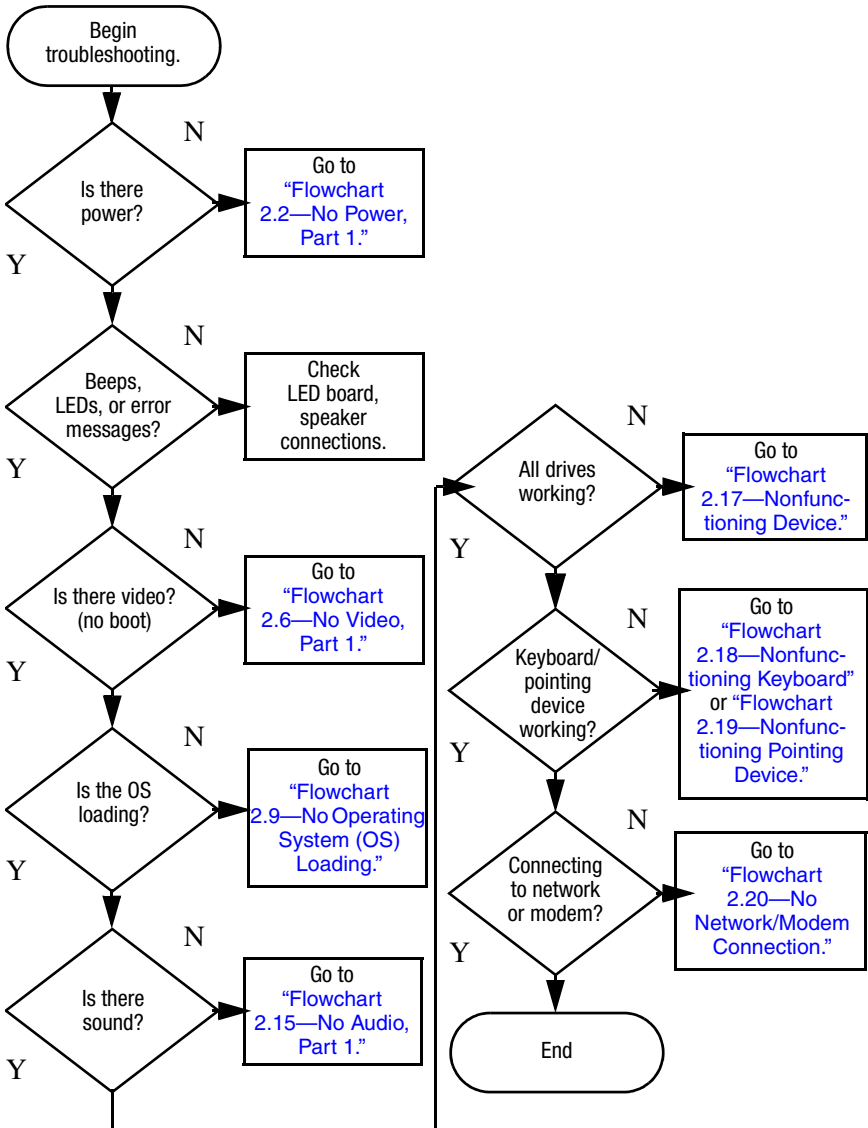 Begin
troubleshooting.
N
Is there
power?
Go to
“Flowchart
2.2—No Power,
Part 1.”
Y
N
Beeps,
LEDs, or error
messages?
Check
LED board,
speaker
connections.
Y
N
Is there video?
(no boot)
Go to
“Flowchart
2.6—No Video,
Part 1.”
Y
N
Is the OS
loading?
Go to
“Flowchart
2.9—No Operating
System (OS)
Loading.”
Y
N
Is there
sound?
Go to
“Flowchart
2.15—No Audio,
Part 1.”
Y
N
All drives
working?
Go to
“Flowchart
2.17—Nonfunc-
tioning Device.”
Y
N
Keyboard/
pointing
device
working?
Go to
“Flowchart
2.18—Nonfunc-
tioning Keyboard”
or “Flowchart
2.19—Nonfunc-
tioning Pointing
Device.”
Y
N
Connecting
to network
or modem?
Go to
“Flowchart
2.20—No
Network/Modem
Connection.”
Y
End